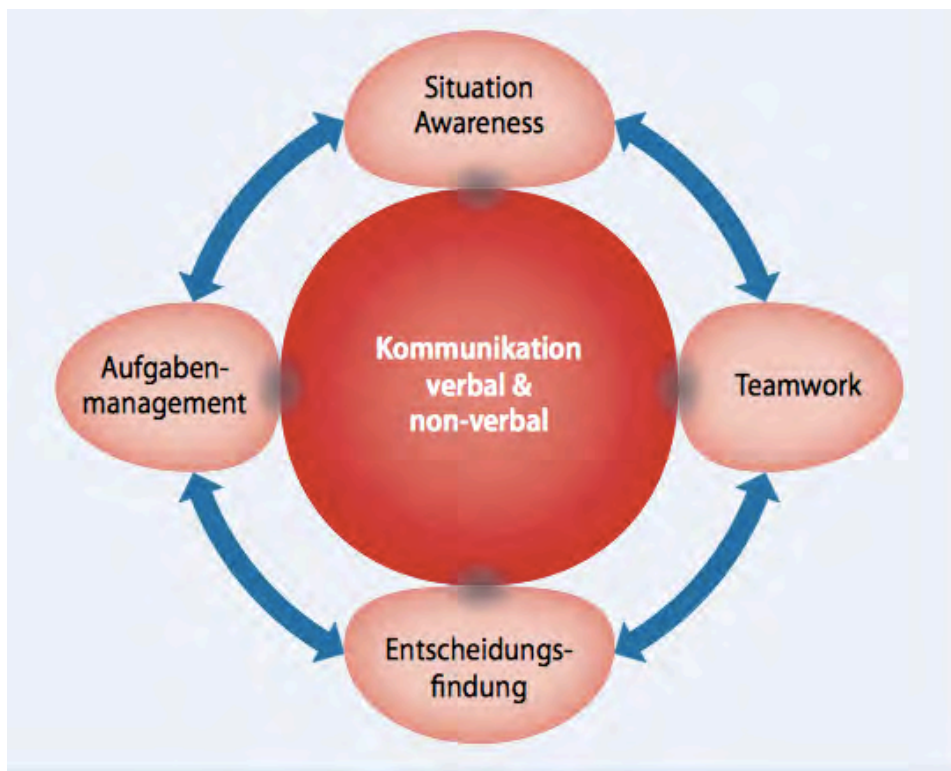 Situation
Awareness
Aufgaben-
management
Kommunikation
verbal &
non-verbal
Teamwork
Entscheidungs-
findung